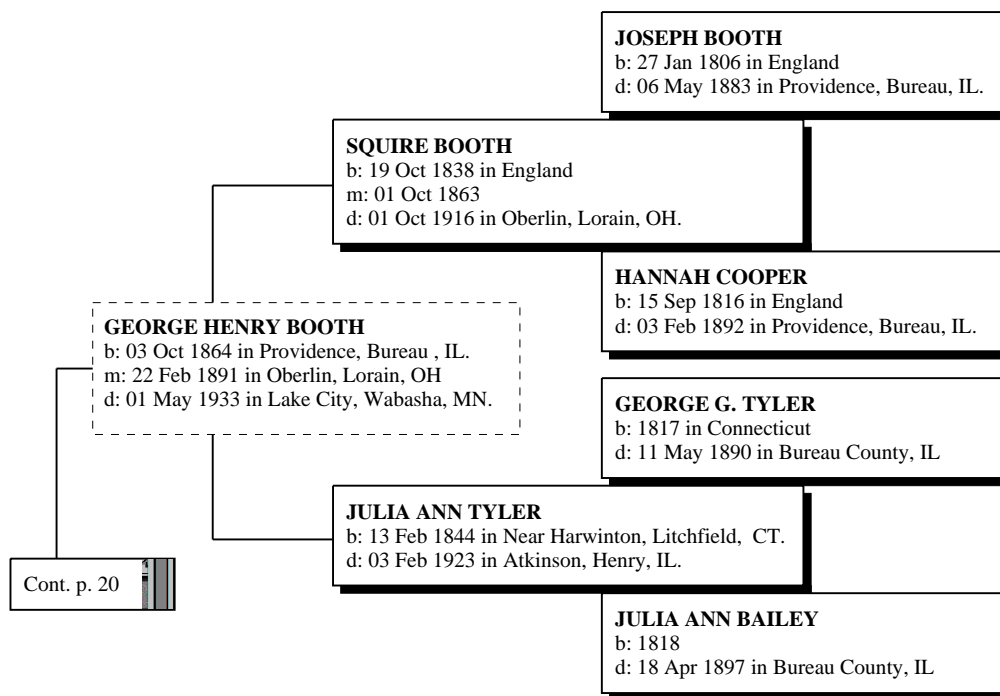 JOSEPH BOOTH
b: 27 Jan 1806 in England
d: 06 May 1883 in Providence, Bureau, IL.
SQUIRE BOOTH
b: 19 Oct 1838 in England
m: 01 Oct 1863
d: 01 Oct 1916 in Oberlin, Lorain, OH.
HANNAH COOPER
b: 15 Sep 1816 in England
d: 03 Feb 1892 in Providence, Bureau, IL.
GEORGE HENRY BOOTH
b: 03 Oct 1864 in Providence, Bureau , IL.
m: 22 Feb 1891 in Oberlin, Lorain, OH
d: 01 May 1933 in Lake City, Wabasha, MN.
GEORGE G. TYLER
b: 1817 in Connecticut
d: 11 May 1890 in Bureau County, IL
JULIA ANN TYLER
b: 13 Feb 1844 in Near Harwinton, Litchfield,  CT.
d: 03 Feb 1923 in Atkinson, Henry, IL.
Cont. p. 20
JULIA ANN BAILEY
b: 1818
d: 18 Apr 1897 in Bureau County, IL